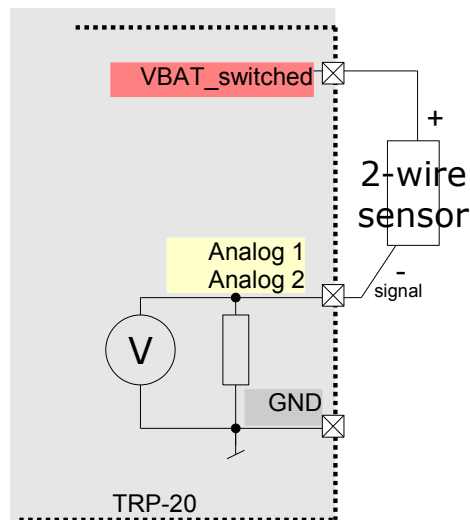 VBAT_switched
+
2-wire
sensor
Analog 1
Analog 2
-
signal
V
GND
TRP-20